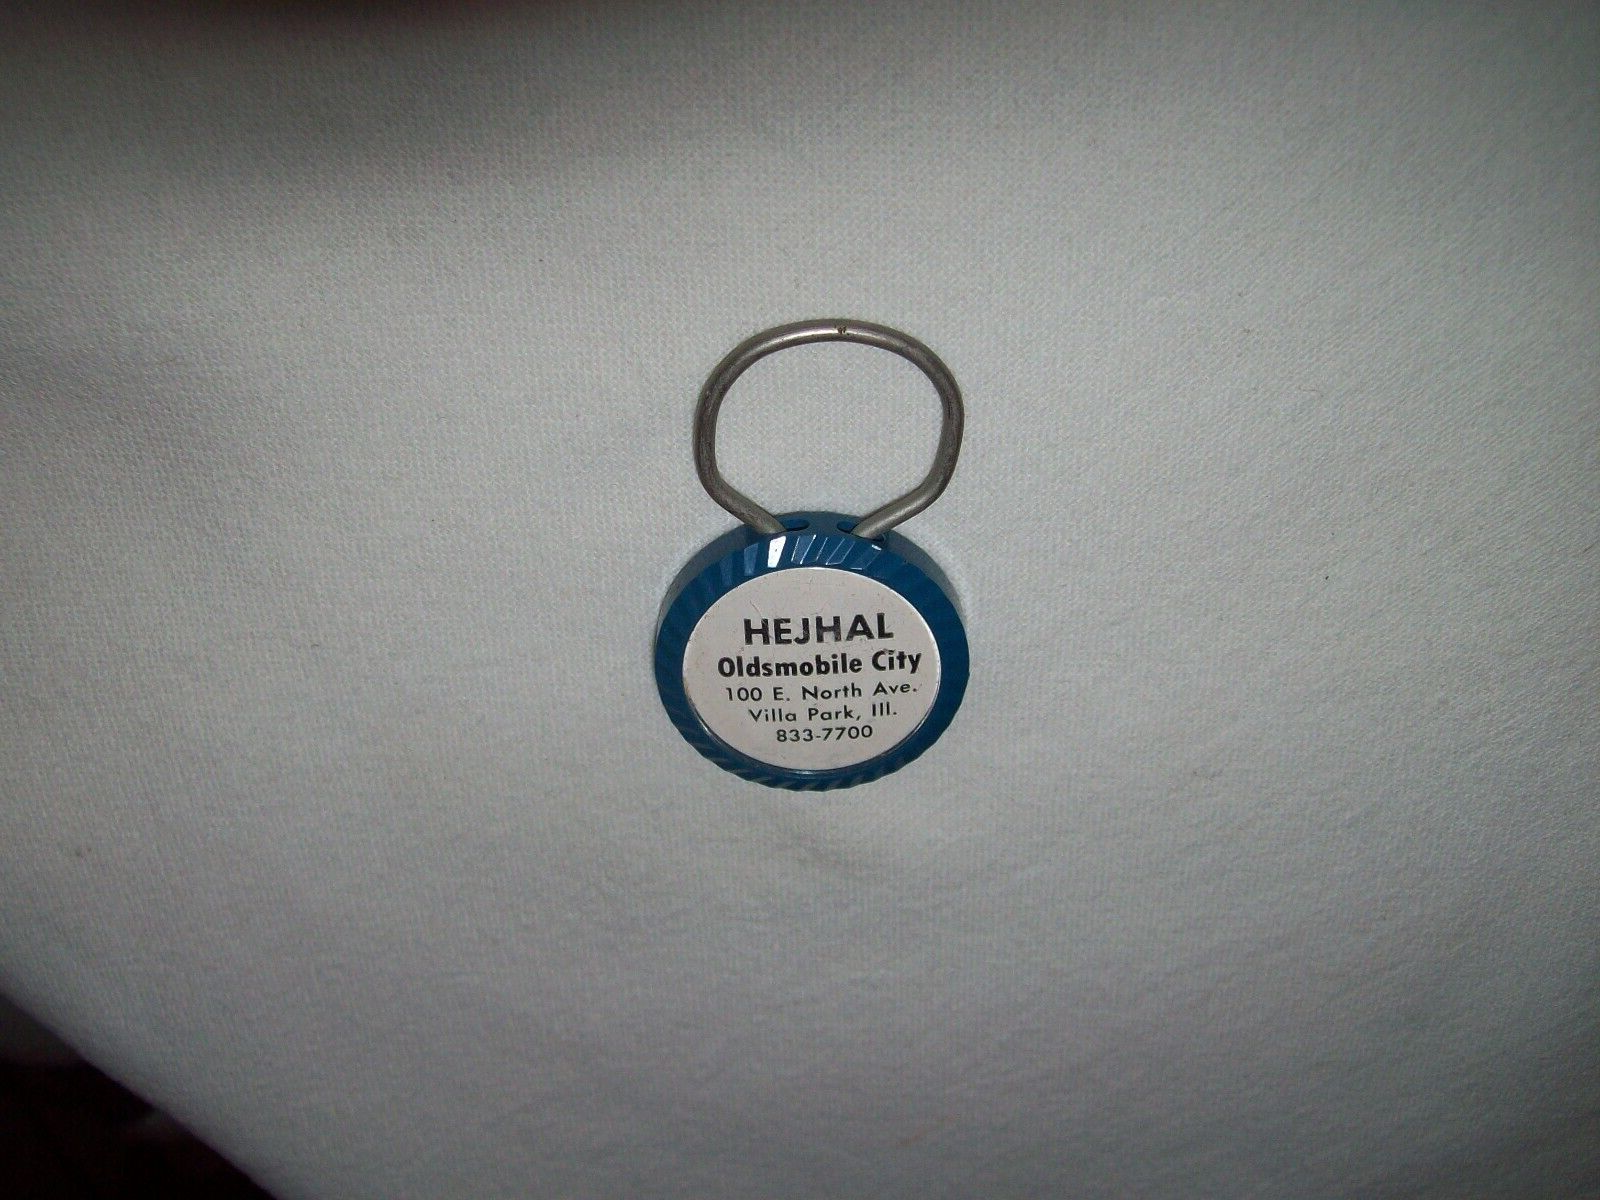 HEJHAL
Oldsmobile City
100 E. North Ave.
Villa Park, Ill.
833-7700